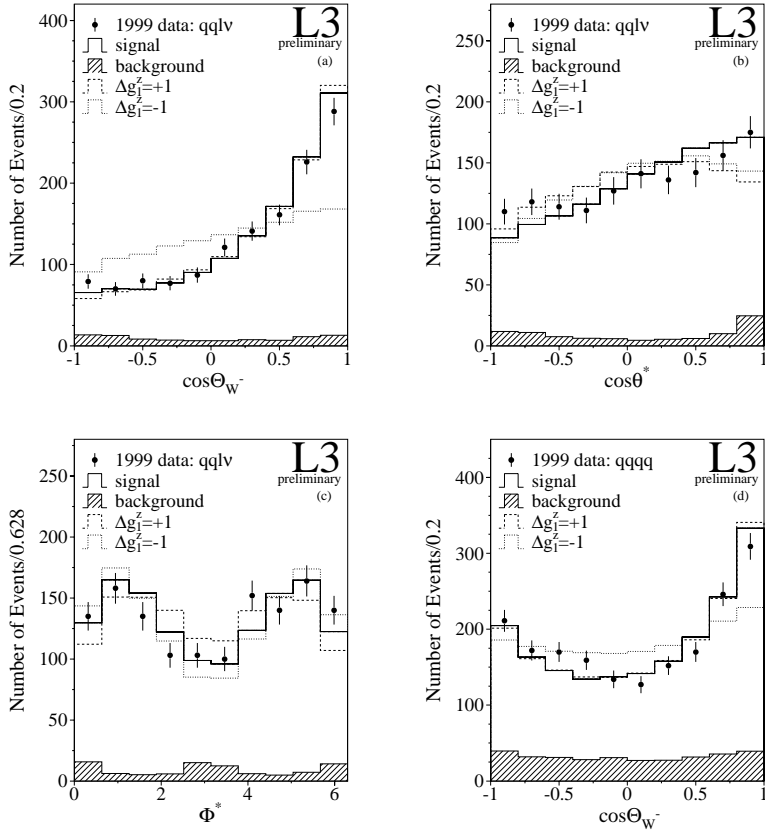 L3
preliminary
(a)
1999 data: qqlν
signal
background
Δg₁ᶻ=+1
Δg₁ᶻ=-1
Number of Events/0.2
400
300
200
100
0
-1 -0.5 0 0.5 1
cosΘW⁻
L3
preliminary
(b)
1999 data: qqlν
signal
background
Δg₁ᶻ=+1
Δg₁ᶻ=-1
Number of Events/0.2
250
200
150
100
50
0
-1 -0.5 0 0.5 1
cosθ*
L3
preliminary
(c)
1999 data: qqlν
signal
background
Δg₁ᶻ=+1
Δg₁ᶻ=-1
Number of Events/0.628
250
200
150
100
50
0
0 2 4 6
Φ*
L3
preliminary
(d)
1999 data: qqqq
signal
background
Δg₁ᶻ=+1
Δg₁ᶻ=-1
Number of Events/0.2
400
300
200
100
0
-1 -0.5 0 0.5 1
cosΘW⁻